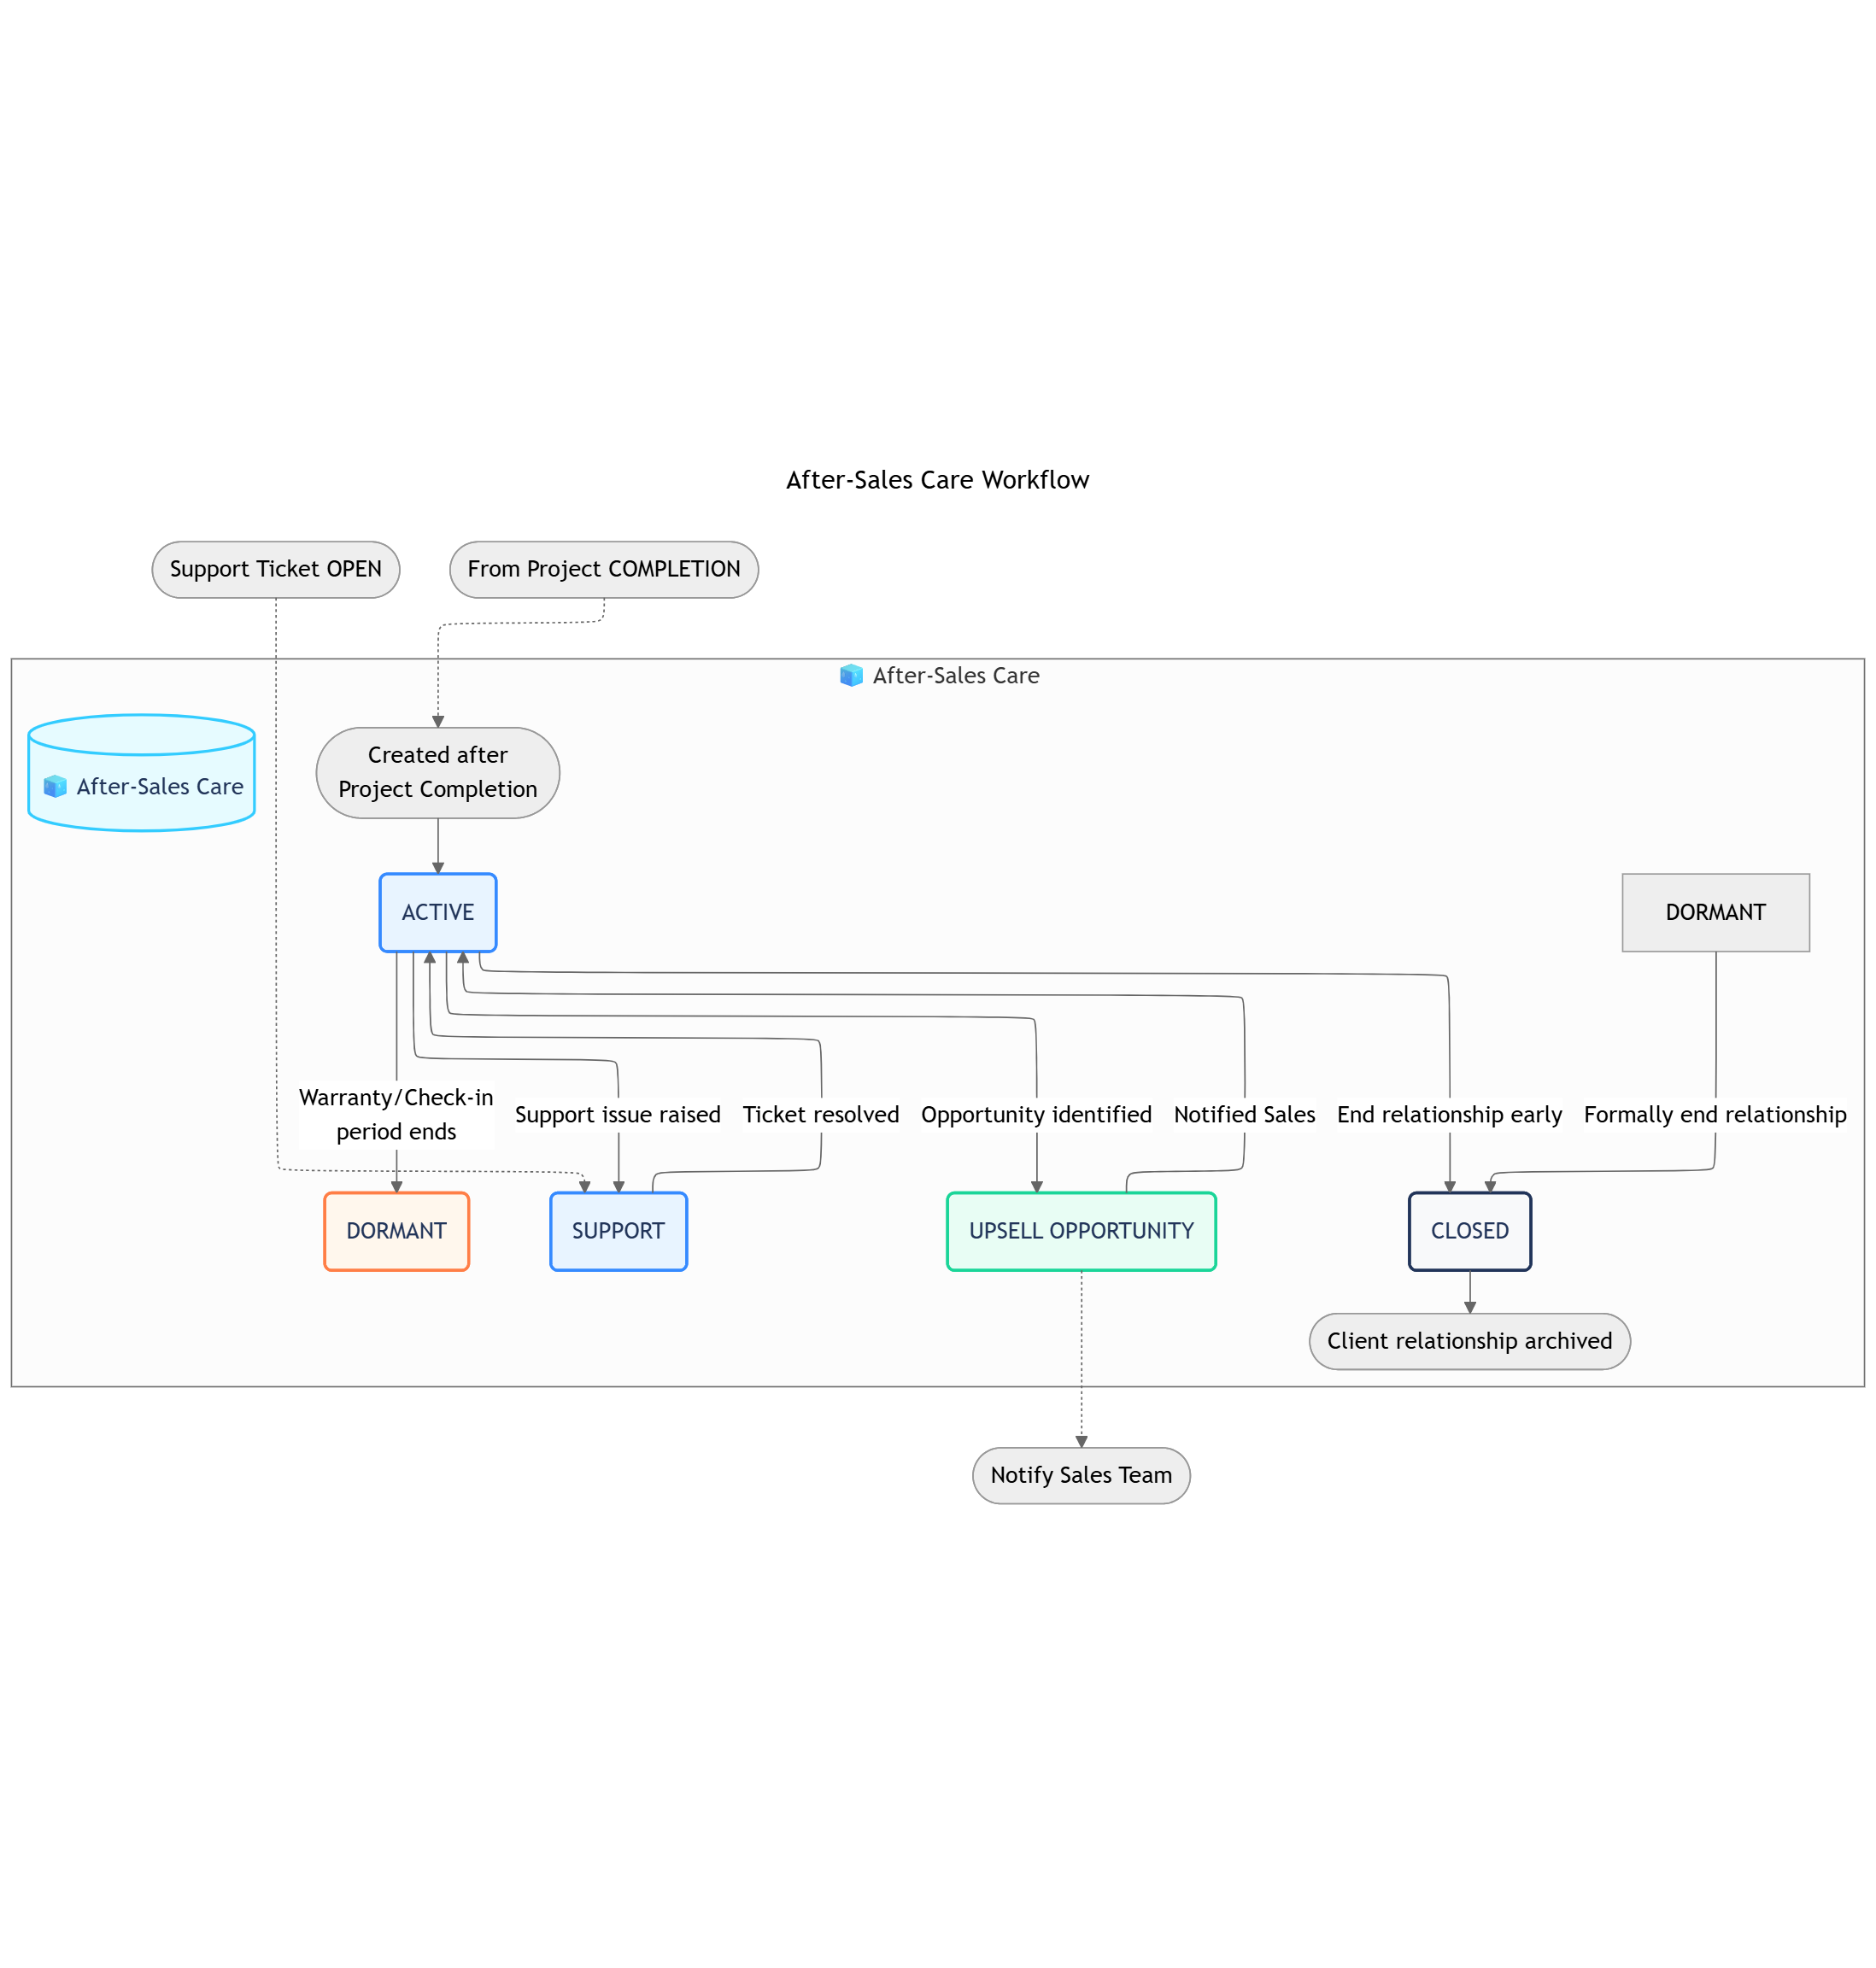 After-Sales Care Workflow
Support Ticket OPEN
From Project COMPLETION
After-Sales Care
After-Sales Care
Created after
Project Completion
ACTIVE
DORMANT
Warranty/Check-in
period ends
Support issue raised
Ticket resolved
Opportunity identified
Notified Sales
End relationship early
Formally end relationship
DORMANT
SUPPORT
UPSELL OPPORTUNITY
CLOSED
Client relationship archived
Notify Sales Team